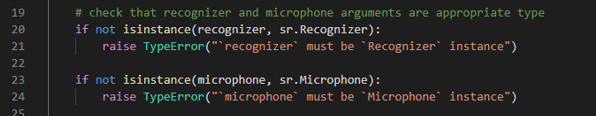 19 # check that recognizer and microphone arguments are appropriate type
20 if not isinstance(recognizer, sr.Recognizer):
21 raise TypeError("`recognizer` must be `Recognizer` instance")
22
23 if not isinstance(microphone, sr.Microphone):
24 raise TypeError("`microphone` must be `Microphone` instance")
25